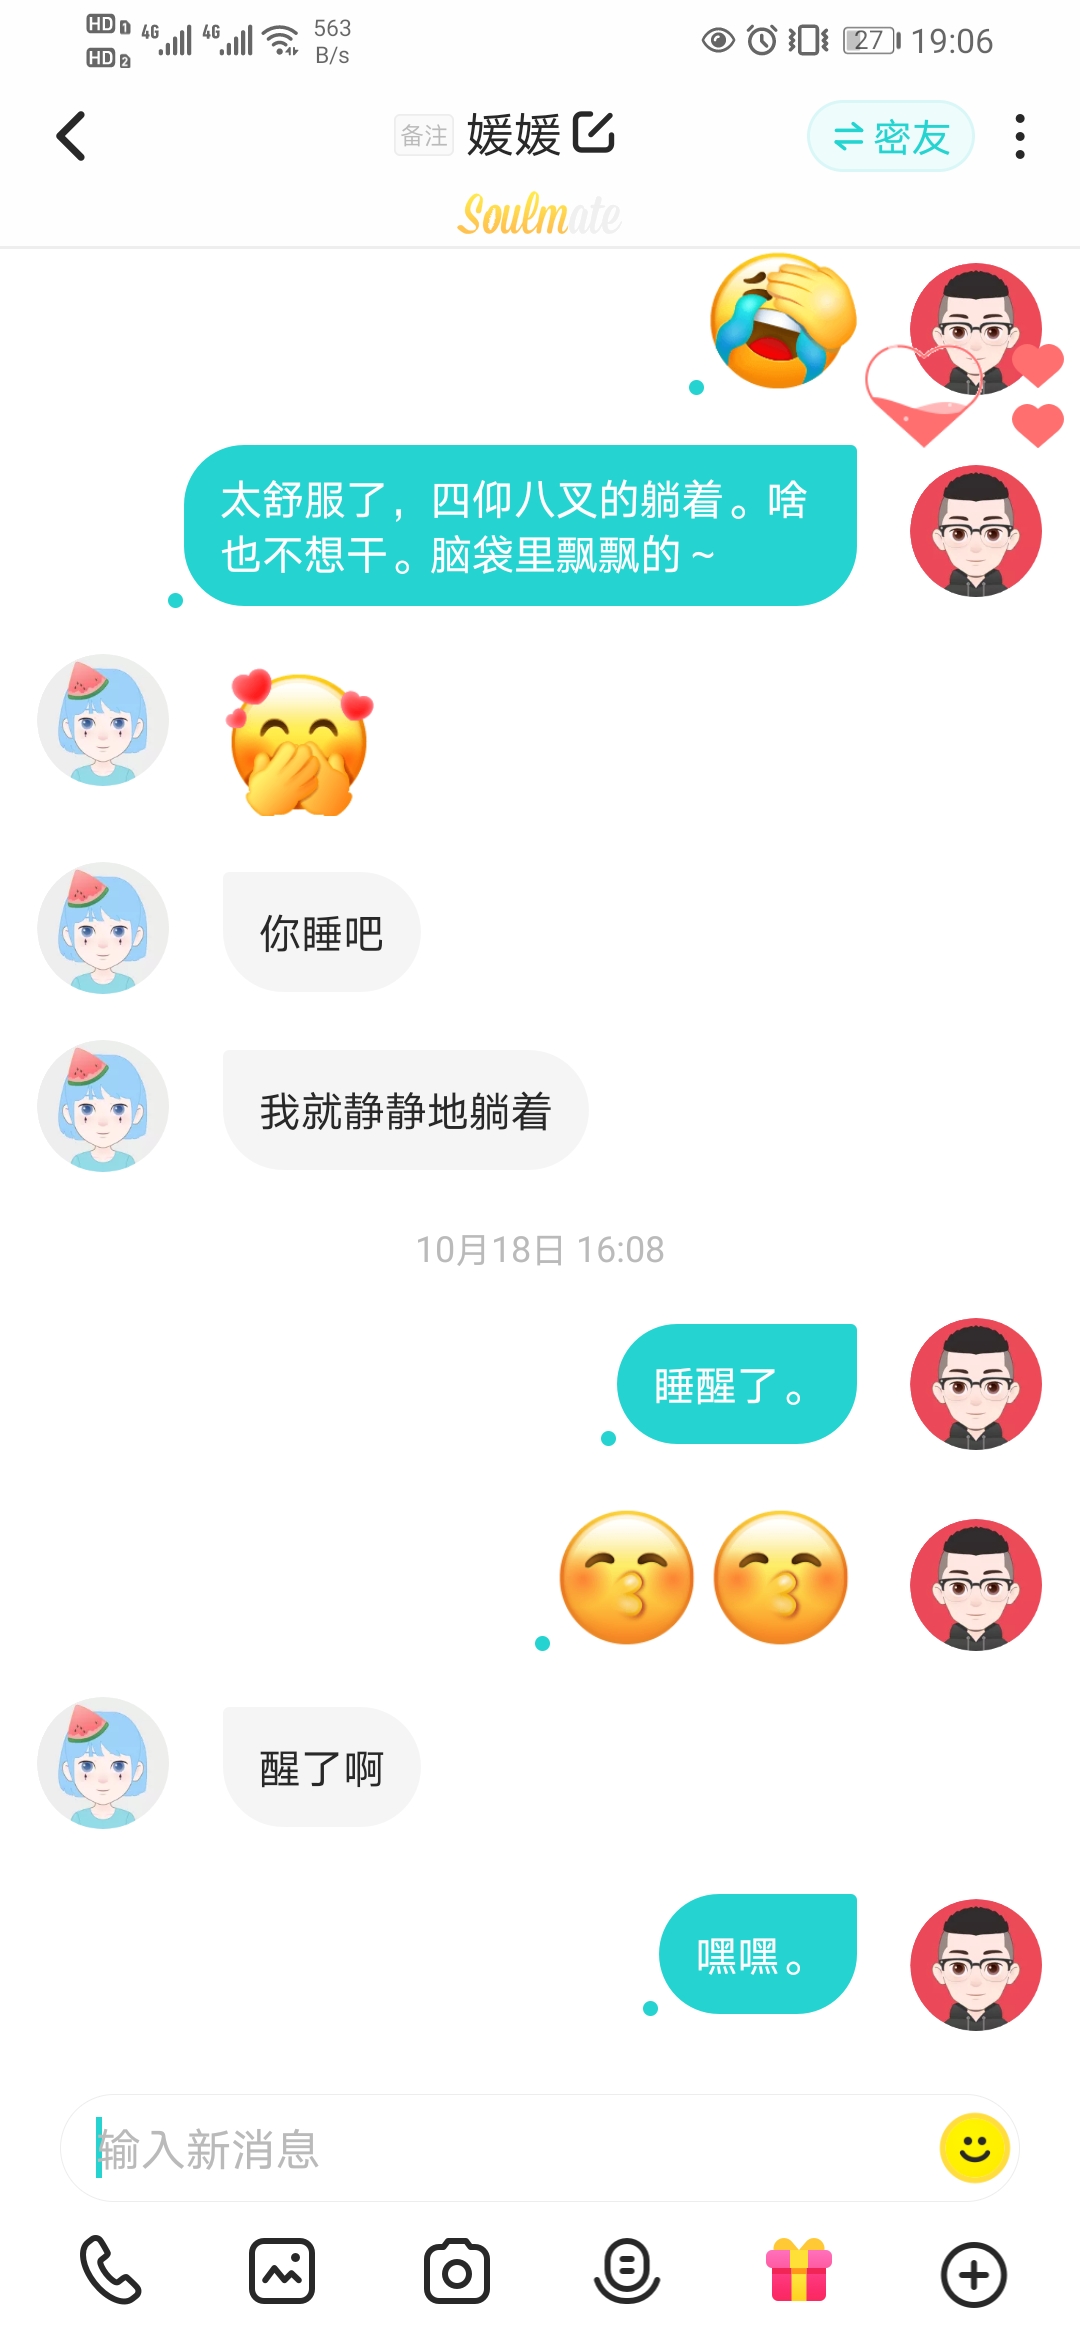 HD 1 4G 4G 563
HD 2 B/s
27 19:06
备注 媛媛
密友
Soulmate
太舒服了，四仰八叉的躺着。啥
也不想干。脑袋里飘飘的～
你睡吧
我就静静地躺着
10月18日 16:08
睡醒了。
醒了啊
嘿嘿。
输入新消息